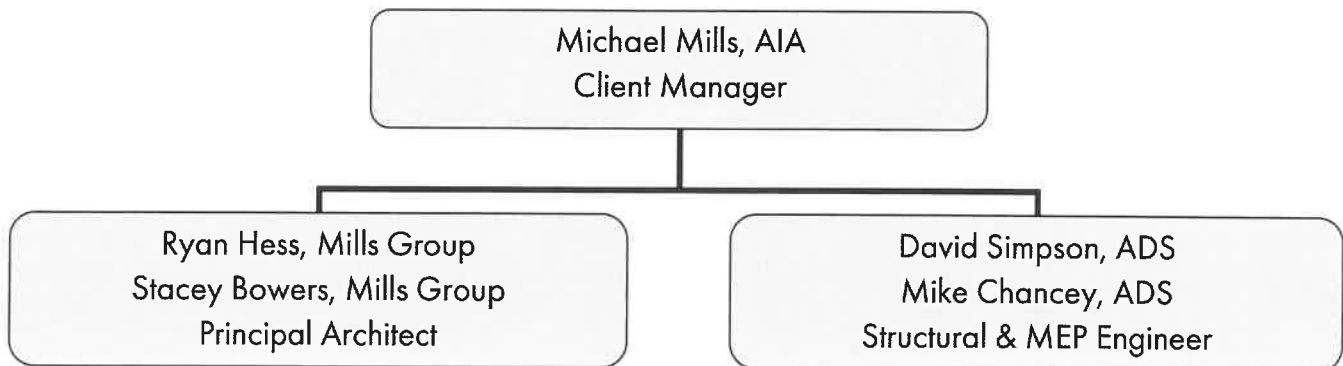 Michael Mills, AIA
Client Manager
Ryan Hess, Mills Group
Stacey Bowers, Mills Group
Principal Architect
David Simpson, ADS
Mike Chancey, ADS
Structural & MEP Engineer